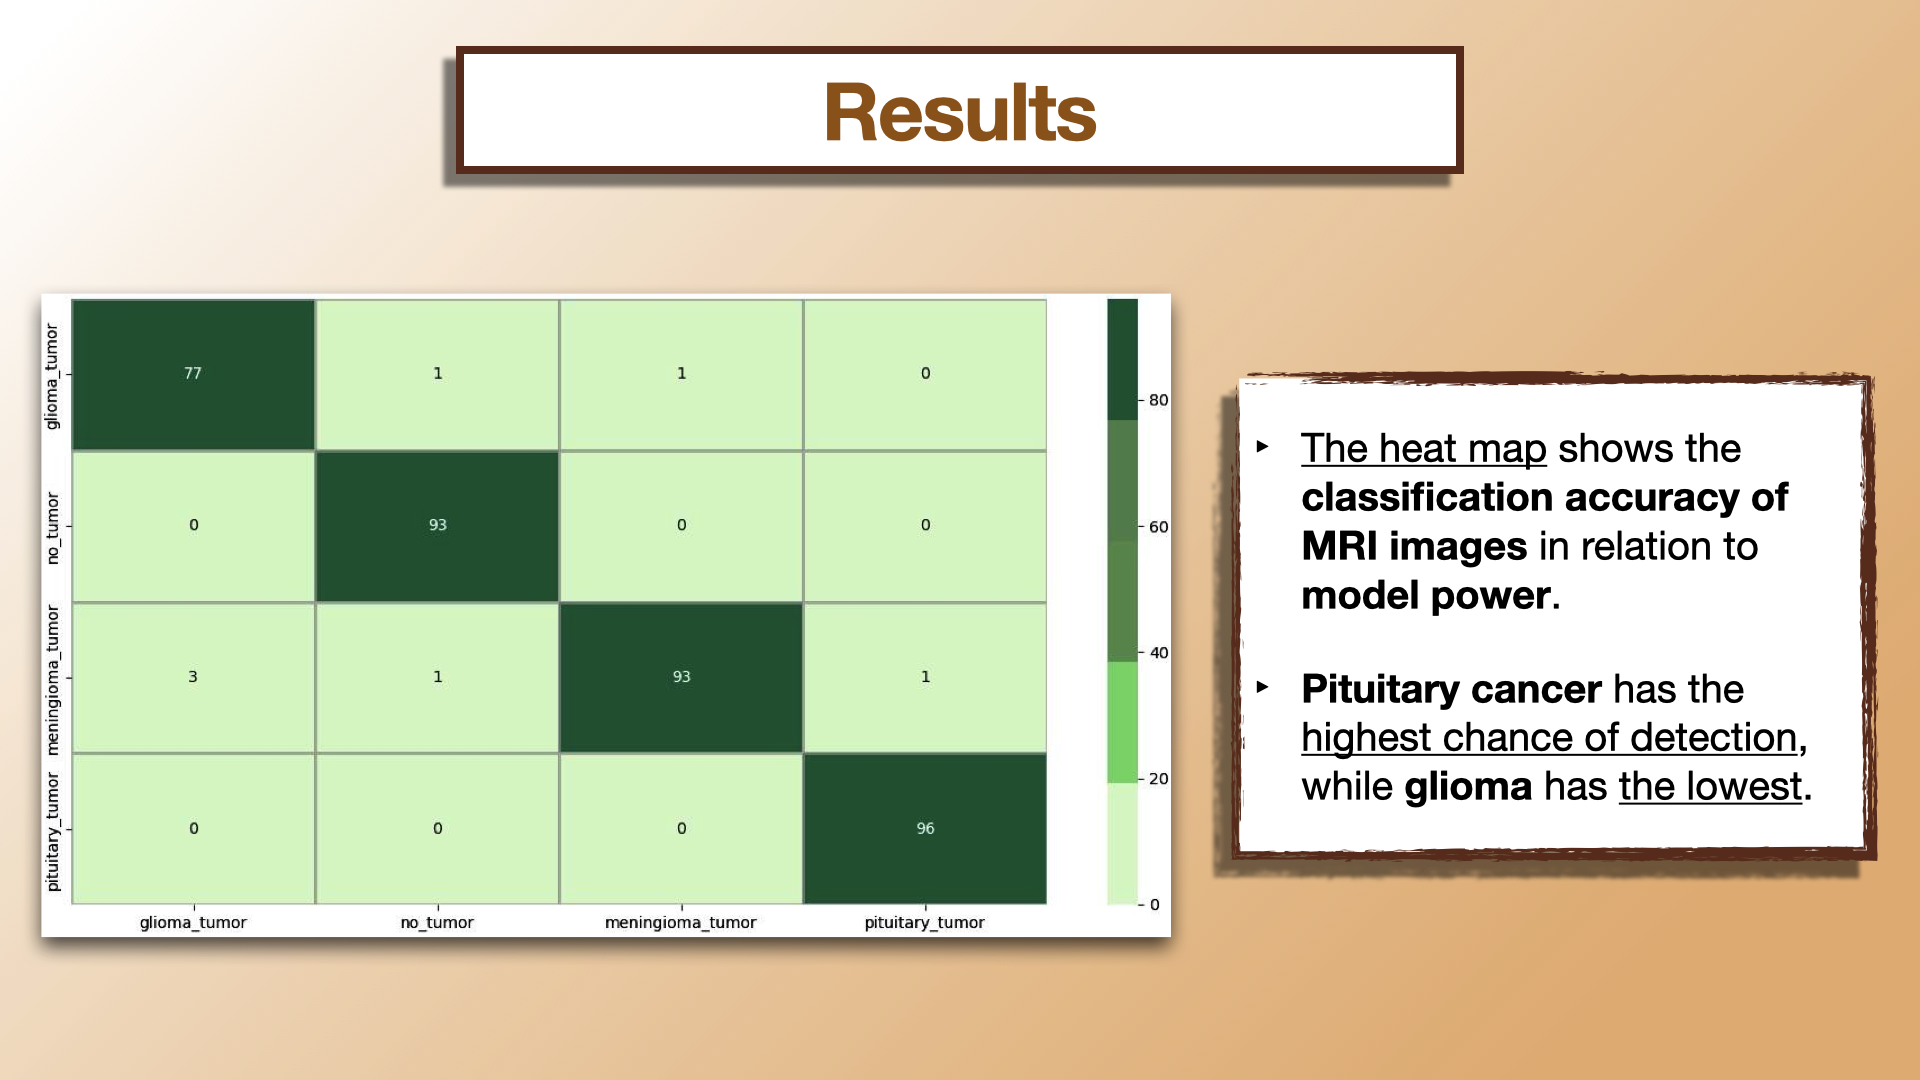 Results
glioma_tumor
77 1 1 0
no_tumor
0 93 0 0
meningioma_tumor
3 1 93 1
pituitary_tumor
0 0 0 96
glioma_tumor no_tumor meningioma_tumor pituitary_tumor
80
60
40
20
0
‣ The heat map shows the
classification accuracy of
MRI images in relation to
model power.
‣ Pituitary cancer has the
highest chance of detection,
while glioma has the lowest.